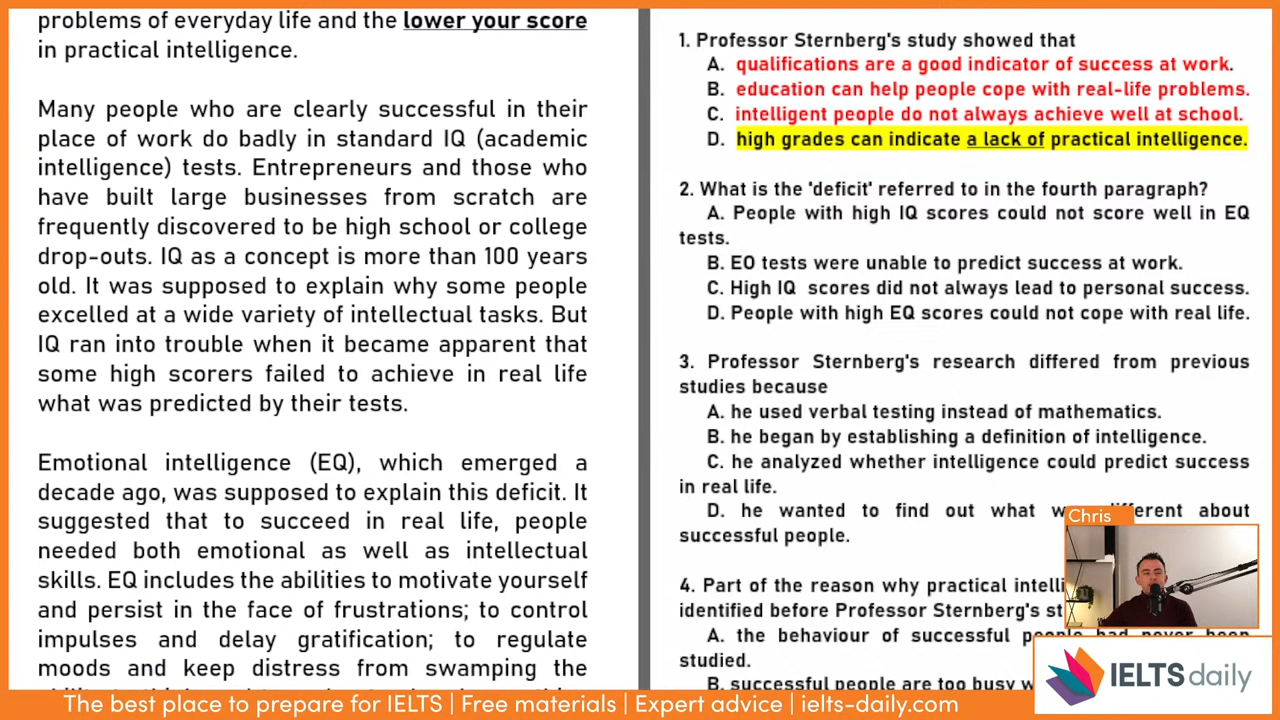 problems of everyday life and the lower your score
in practical intelligence.
Many people who are clearly successful in their
place of work do badly in standard IQ (academic
intelligence) tests. Entrepreneurs and those who
have built large businesses from scratch are
frequently discovered to be high school or college
drop-outs. IQ as a concept is more than 100 years
old. It was supposed to explain why some people
excelled at a wide variety of intellectual tasks. But
IQ ran into trouble when it became apparent that
some high scorers failed to achieve in real life
what was predicted by their tests.
Emotional intelligence (EQ), which emerged a
decade ago, was supposed to explain this deficit. It
suggested that to succeed in real life, people
needed both emotional as well as intellectual
skills. EQ includes the abilities to motivate yourself
and persist in the face of frustrations; to control
impulses and delay gratification; to regulate
moods and keep distress from swamping the
1. Professor Sternberg's study showed that
A. qualifications are a good indicator of success at work.
B. education can help people cope with real-life problems.
C. intelligent people do not always achieve well at school.
D. high grades can indicate a lack of practical intelligence.
2. What is the 'deficit' referred to in the fourth paragraph?
A. People with high IQ scores could not score well in EQ
tests.
B. EO tests were unable to predict success at work.
C. High IQ scores did not always lead to personal success.
D. People with high EQ scores could not cope with real life.
3. Professor Sternberg's research differed from previous
studies because
A. he used verbal testing instead of mathematics.
B. he began by establishing a definition of intelligence.
C. he analyzed whether intelligence could predict success
in real life.
D. he wanted to find out what about
successful people.
4. Part of the reason why practical
identified before Professor Sternberg's
A. the behaviour of successful
studied.
B. successful people are too busy
Chris
IELTS daily
The best place to prepare for IELTS | Free materials | Expert advice | ielts-daily.com